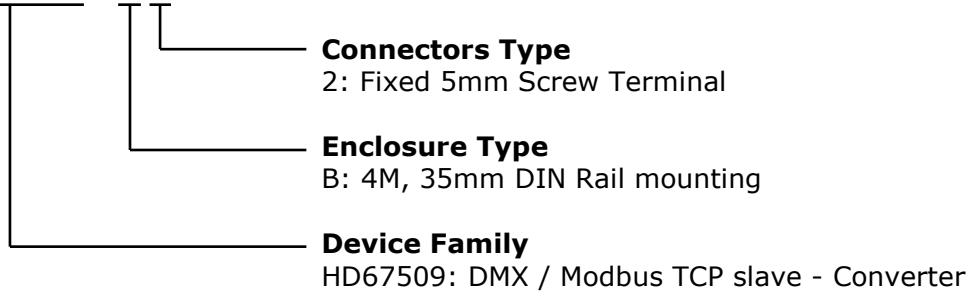 Connectors Type
2: Fixed 5mm Screw Terminal
Enclosure Type
B: 4M, 35mm DIN Rail mounting
Device Family
HD67509: DMX / Modbus TCP slave - Converter